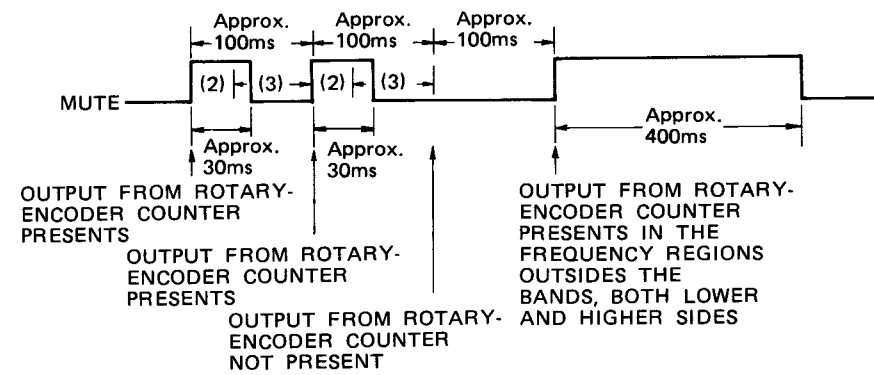 Approx. Approx. Approx.
100ms 100ms 100ms
(2) (3) (2) (3)
MUTE
Approx. Approx. Approx.
30ms 30ms 400ms
OUTPUT FROM ROTARY-
ENCODER COUNTER
PRESENTS
OUTPUT FROM ROTARY-
ENCODER COUNTER
PRESENTS
OUTPUT FROM ROTARY-
ENCODER COUNTER
NOT PRESENT
OUTPUT FROM ROTARY-
ENCODER COUNTER
PRESENTS IN THE
FREQUENCY REGIONS
OUTSIDES THE
BANDS, BOTH LOWER
AND HIGHER SIDES